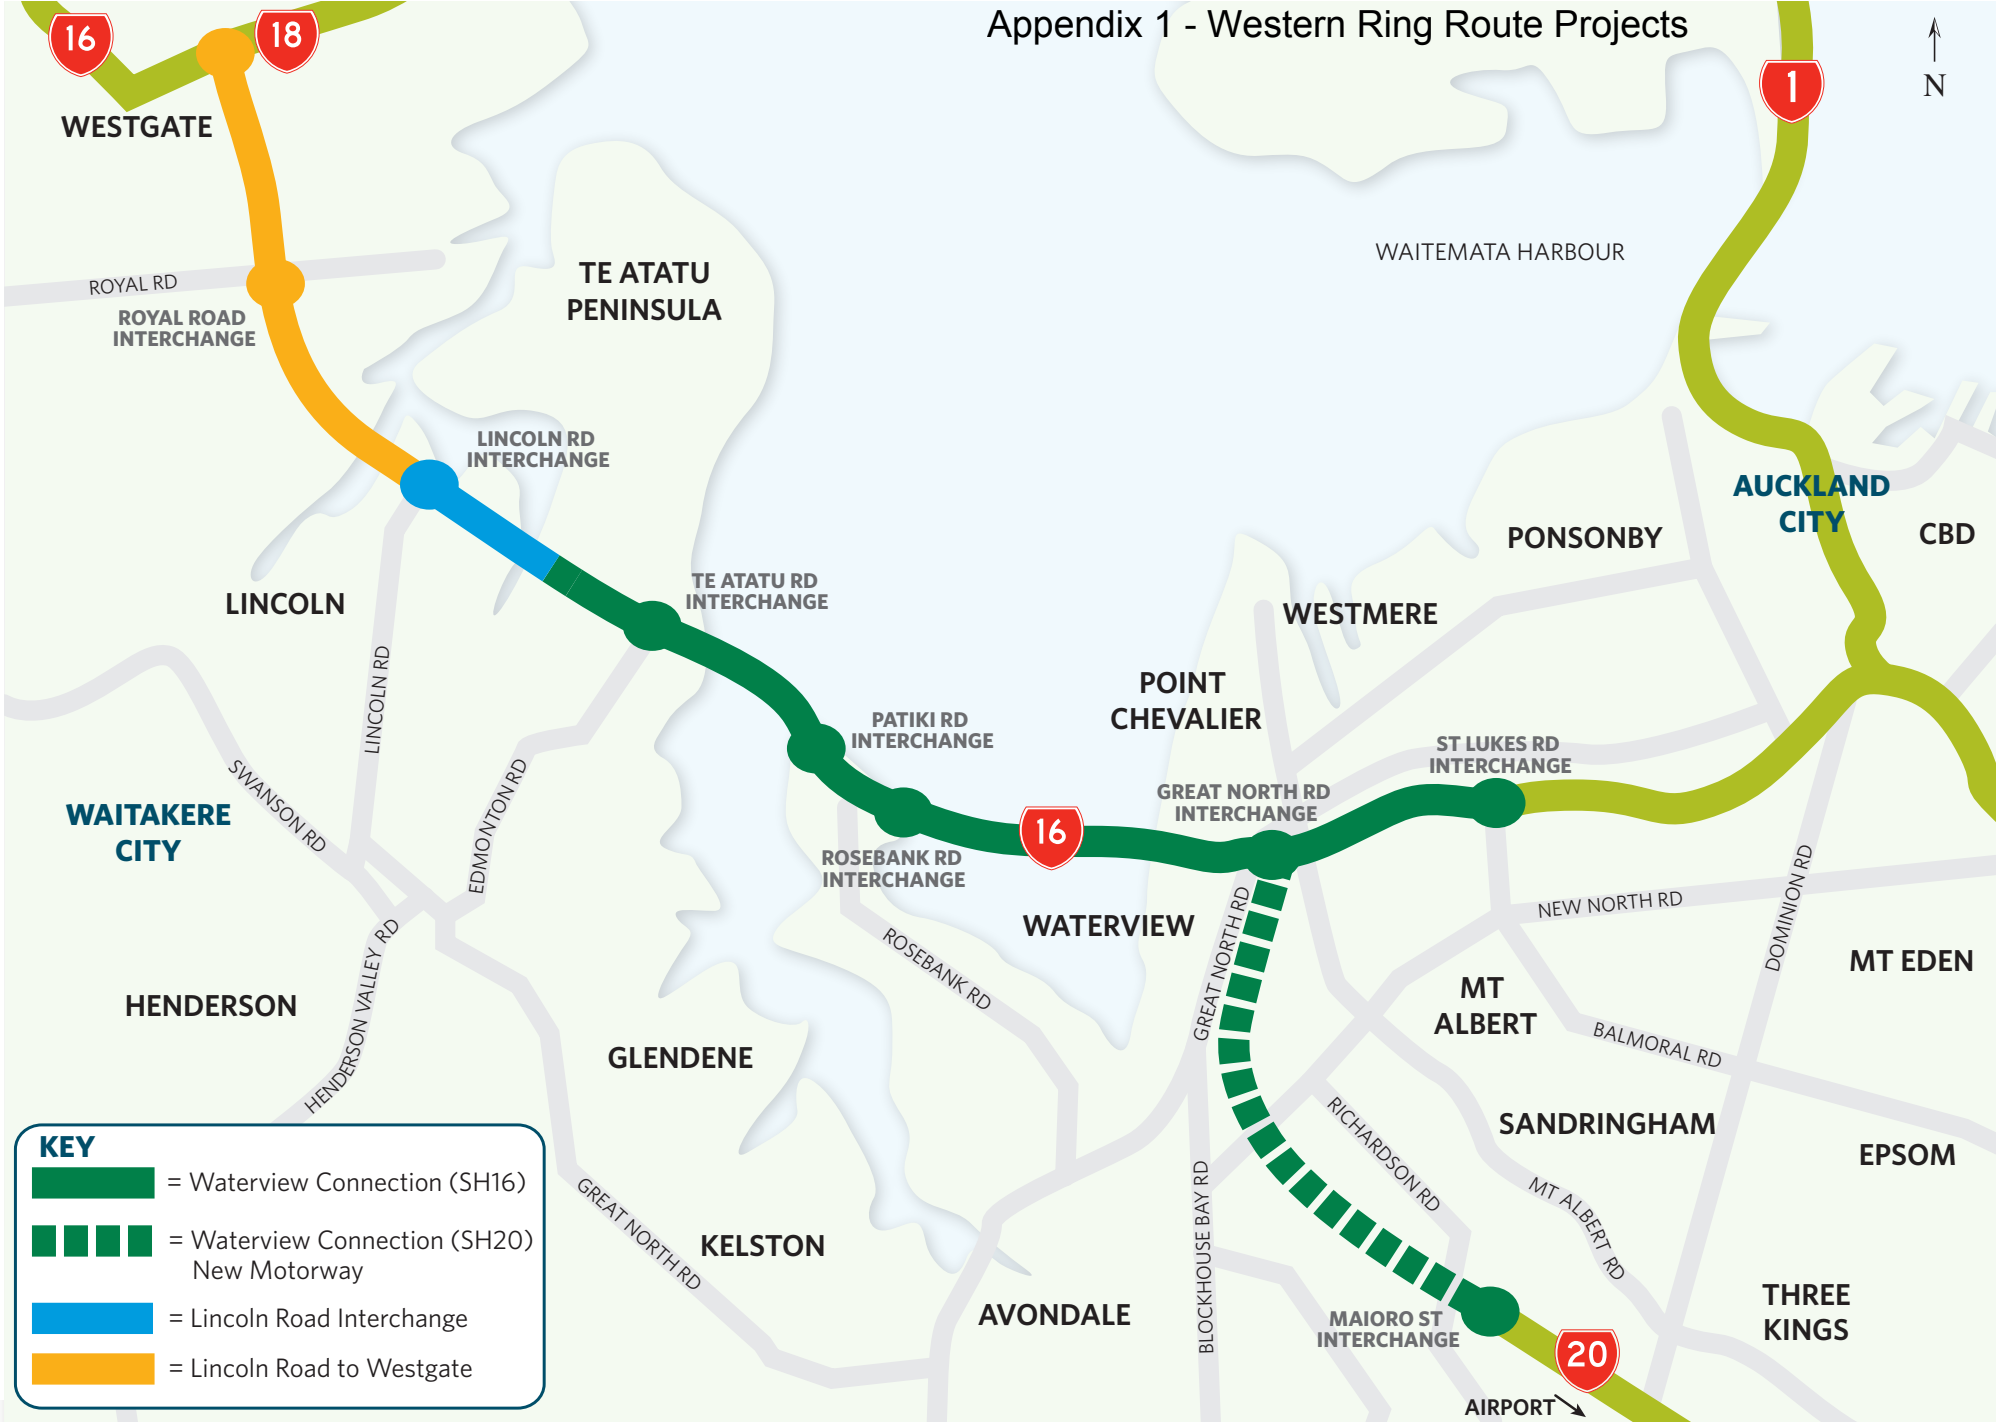 Appendix 1 - Western Ring Route Projects
16
18
1
N
WESTGATE
WAITEMATA HARBOUR
TE ATATU
PENINSULA
ROYAL RD
ROYAL ROAD
INTERCHANGE
LINCOLN RD
INTERCHANGE
AUCKLAND
CITY
PONSONBY
CBD
LINCOLN
TE ATATU RD
INTERCHANGE
WESTMERE
LINCOLN RD
POINT
CHEVALIER
PATIKI RD
INTERCHANGE
ST LUKES RD
INTERCHANGE
SWANSON RD
EDMONTON RD
WAITAKERE
CITY
GREAT NORTH RD
INTERCHANGE
16
ROSEBANK RD
INTERCHANGE
DOMINION RD
NEW NORTH RD
WATERVIEW
GREAT NORTH RD
ROSEBANK RD
MT EDEN
HENDERSON VALLEY RD
HENDERSON
MT
ALBERT
BALMORAL RD
GLENDENE
RICHARDSON RD
SANDRINGHAM
EPSOM
MT ALBERT RD
BLOCKHOUSE BAY RD
GREAT NORTH RD
KELSTON
AVONDALE
THREE
KINGS
MAIORO ST
INTERCHANGE
20
AIRPORT
KEY
= Waterview Connection (SH16)
= Waterview Connection (SH20)
New Motorway
= Lincoln Road Interchange
= Lincoln Road to Westgate